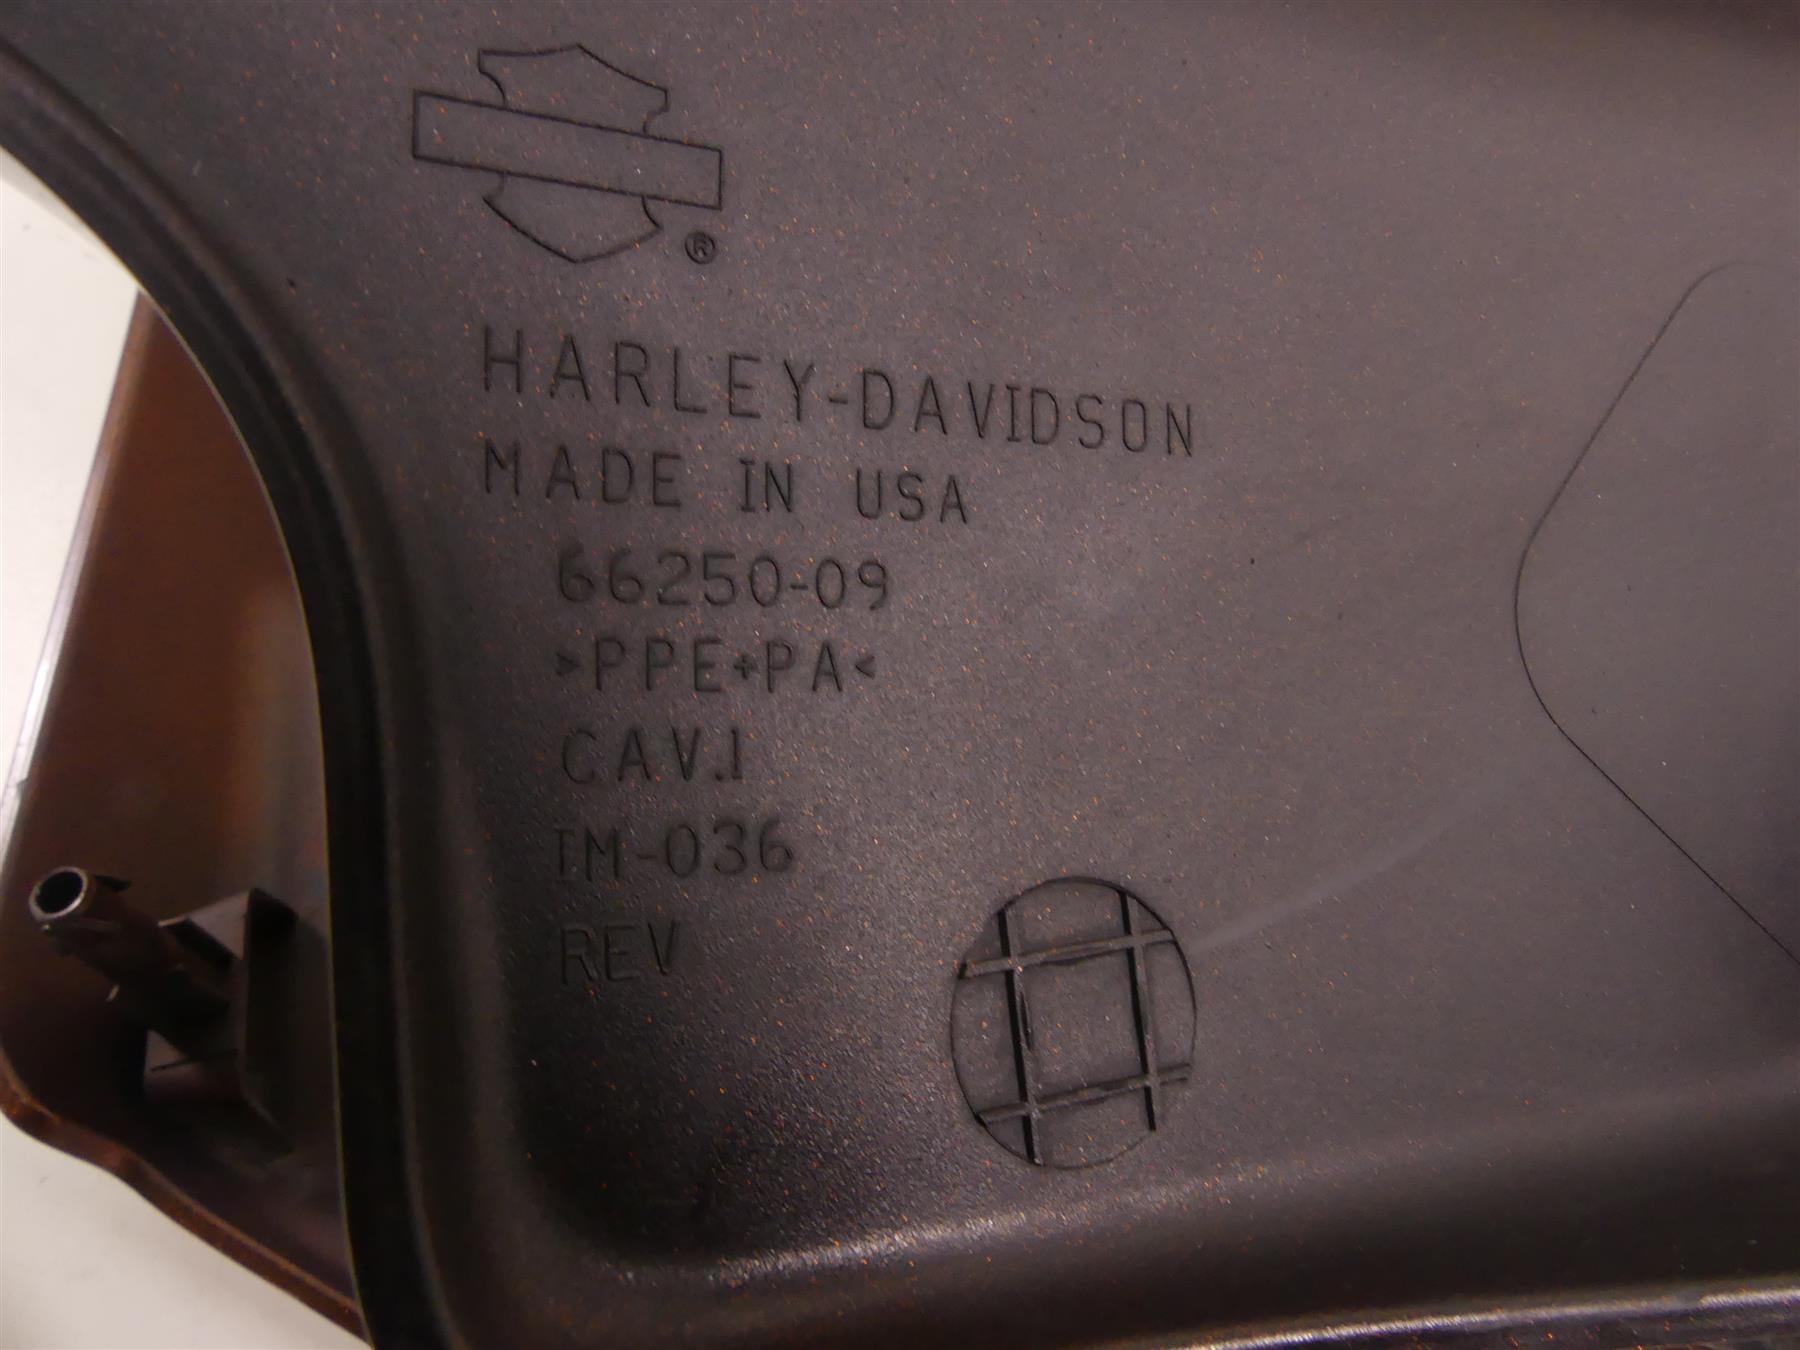 ®
HARLEY-DAVIDSON
MADE IN USA
66250-09
>PPE+PA<
CAV.1
IM-036
REV